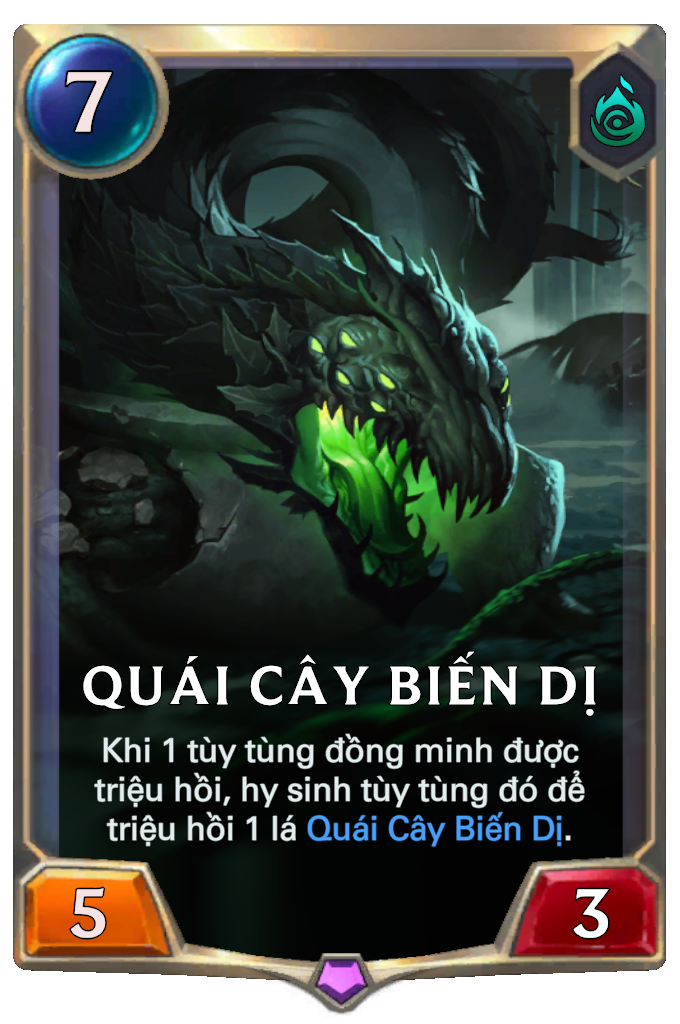 7
QUÁI CÂY BIẾN DỊ
Khi 1 tùy tùng đồng minh được
triệu hồi, hy sinh tùy tùng đó để
triệu hồi 1 lá Quái Cây Biến Dị.
5
3